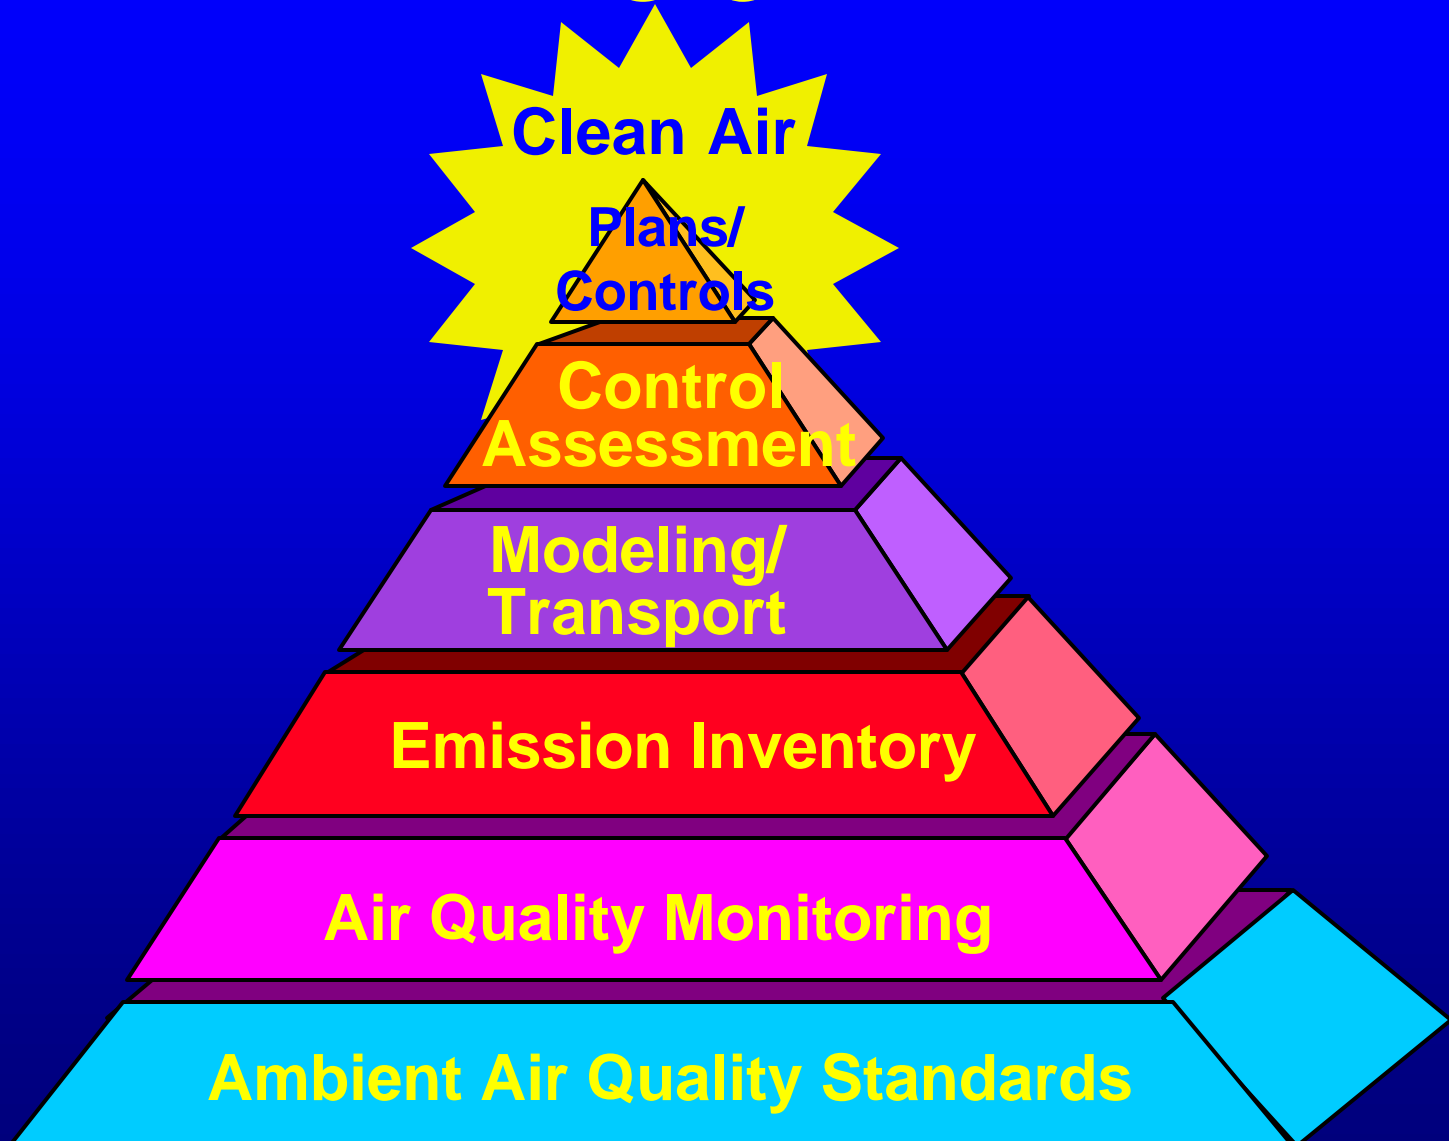 Clean Air
Plans/
Controls
Control
Assessment
Modeling/
Transport
Emission Inventory
Air Quality Monitoring
Ambient Air Quality Standards